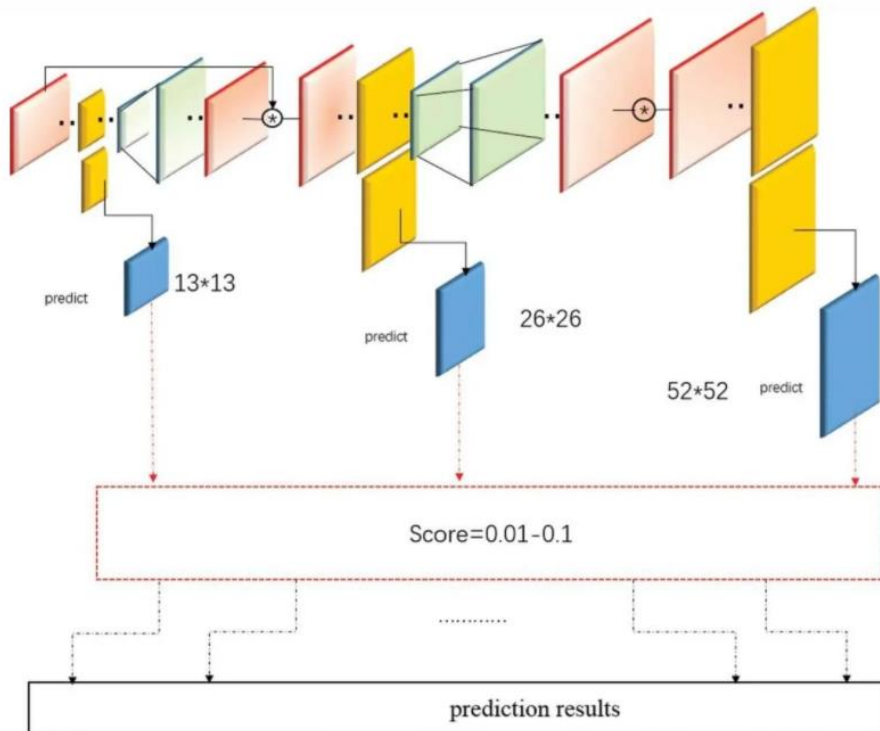 predict
13*13
predict
26*26
52*52
predict
Score=0.01-0.1
............
prediction results